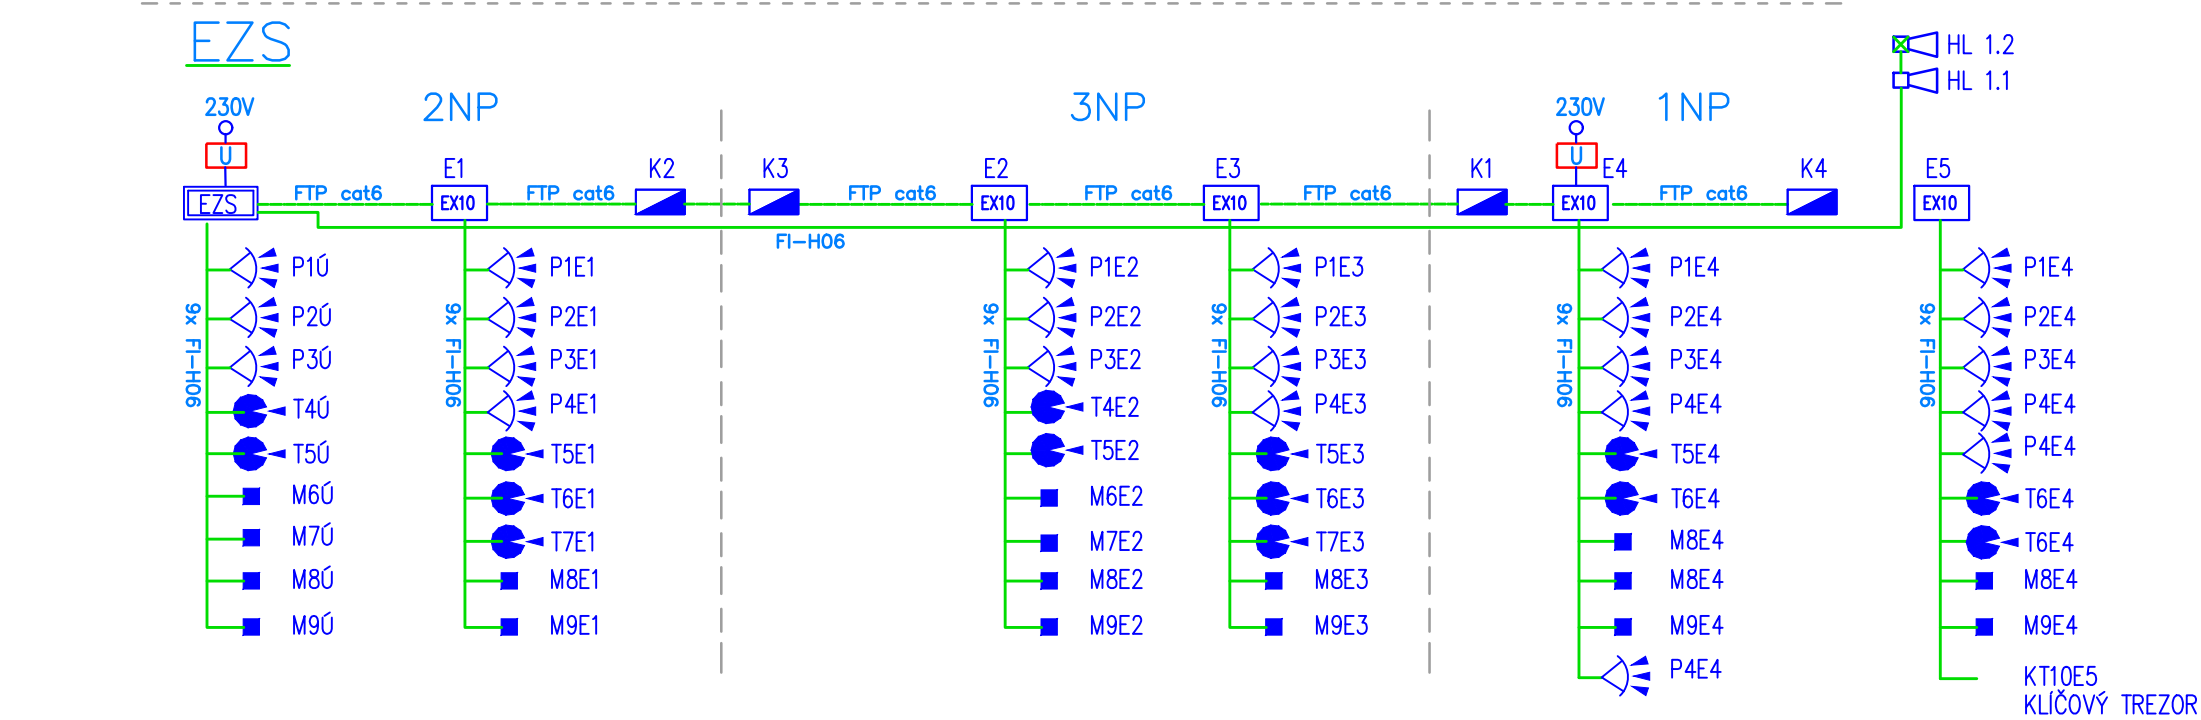 EZS
HL 1.2
HL 1.1
230V
2NP
3NP
230V
1NP
U
E1
K2
K3
E2
E3
K1
U
E4
K4
E5
EZS
FTP cat6
EX10
FTP cat6
FTP cat6
EX10
FTP cat6
EX10
FTP cat6
EX10
FTP cat6
EX10
FI-H06
9x FI-H06
P1Ú
P2Ú
P3Ú
T4Ú
T5Ú
M6Ú
M7Ú
M8Ú
M9Ú
9x FI-H06
P1E1
P2E1
P3E1
P4E1
T5E1
T6E1
T7E1
M8E1
M9E1
9x FI-H06
P1E2
P2E2
P3E2
T4E2
T5E2
M6E2
M7E2
M8E2
M9E2
9x FI-H06
P1E3
P2E3
P3E3
P4E3
T5E3
T6E3
T7E3
M8E3
M9E3
9x FI-H06
P1E4
P2E4
P3E4
P4E4
T5E4
T6E4
M8E4
M8E4
M9E4
P4E4
9x FI-H06
P1E4
P2E4
P3E4
P4E4
P4E4
T6E4
T6E4
M8E4
M9E4
KT10E5
KLÍČOVÝ TREZOR